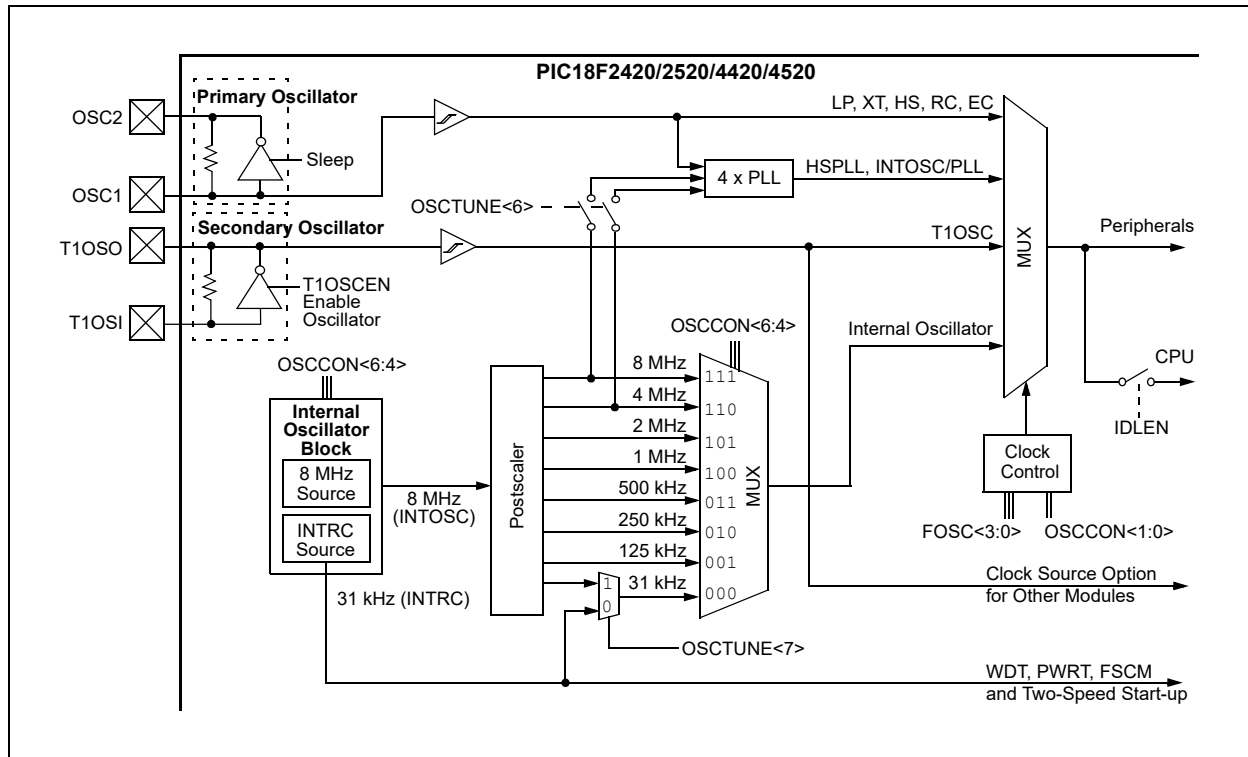 PIC18F2420/2520/4420/4520
Primary Oscillator
OSC2
Sleep
OSC1
LP, XT, HS, RC, EC
4 x PLL
HSPLL, INTOSC/PLL
OSCTUNE<6>
Secondary Oscillator
T1OSO
T1OSCEN
Enable
Oscillator
T1OSI
T1OSC
MUX
Peripherals
Internal Oscillator
CPU
IDLEN
Clock
Control
FOSC<3:0>
OSCCON<1:0>
OSCCON<6:4>
Internal
Oscillator
Block
8 MHz
Source
INTRC
Source
8 MHz
(INTOSC)
31 kHz (INTRC)
Postscaler
OSCCON<6:4>
8 MHz
111
4 MHz
110
2 MHz
101
1 MHz
100
500 kHz
011
250 kHz
010
125 kHz
001
1
0
31 kHz
000
MUX
OSCTUNE<7>
Clock Source Option
for Other Modules
WDT, PWRT, FSCM
and Two-Speed Start-up